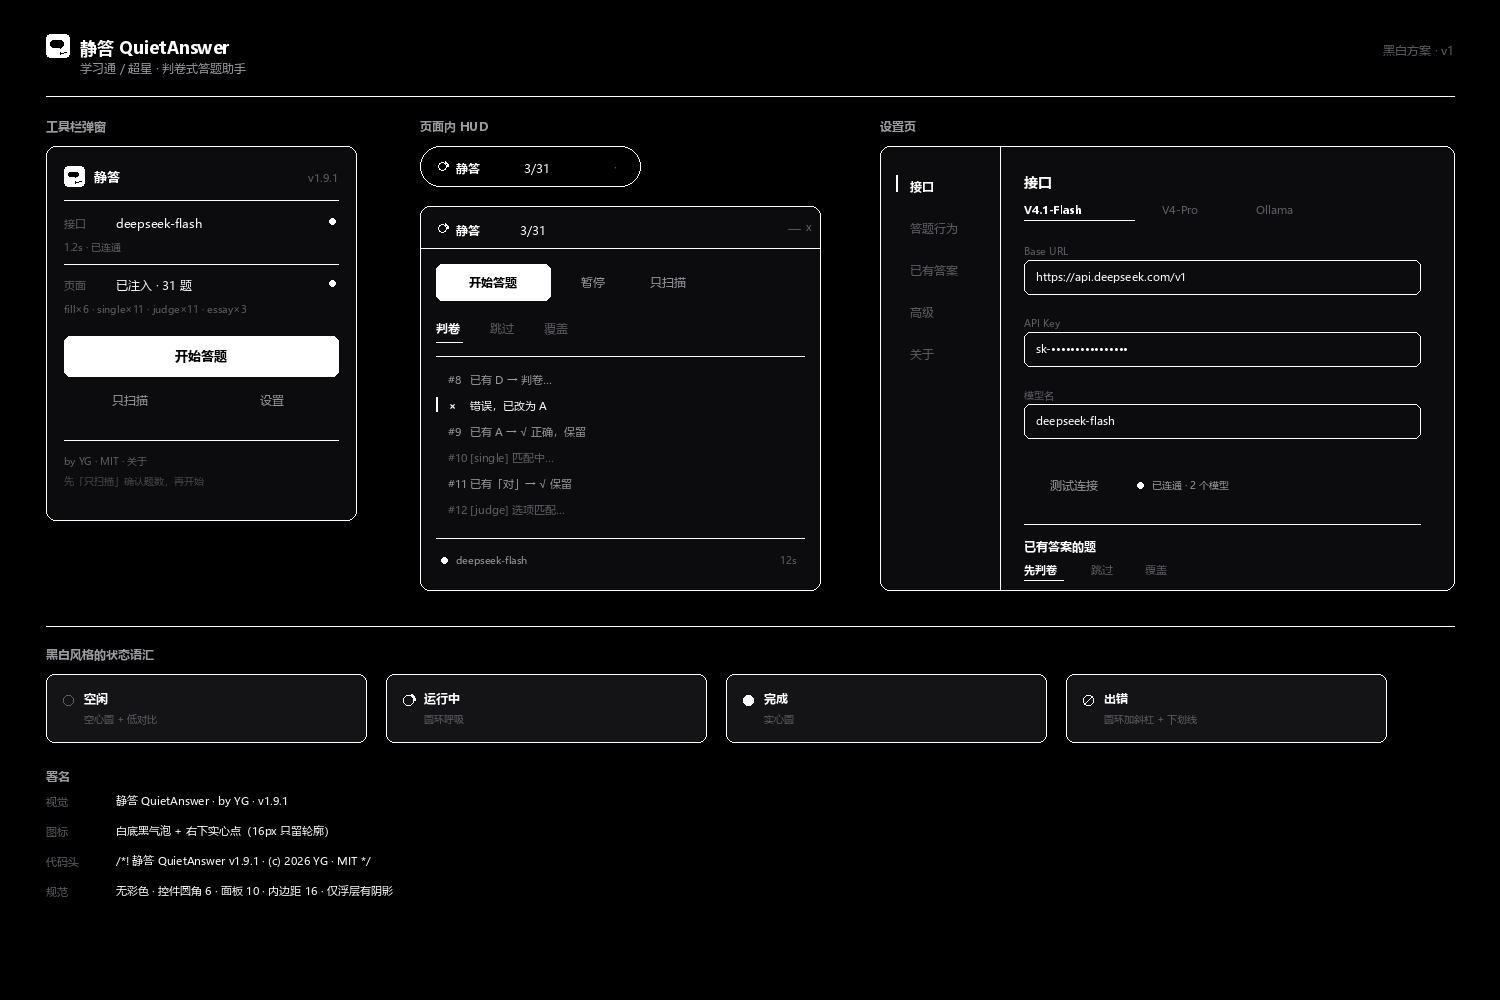 静答 QuietAnswer
学习通 / 超星 · 判卷式答题助手
黑白方案 · v1
工具栏弹窗
静答
v1.9.1
接口 deepseek-flash
1.2s · 已连通
页面 已注入 · 31 题
fill×6 · single×11 · judge×11 · essay×3
开始答题
只扫描 设置
by YG · MIT · 关于
先「只扫描」确认题数，再开始
页面内 HUD
静答 3/31
静答 3/31 — x
开始答题 暂停 只扫描
判卷 跳过 覆盖
#8 已有 D → 判卷...
× 错误，已改为 A
#9 已有 A → √ 正确，保留
#10 [single] 匹配中...
#11 已有「对」→ √ 保留
#12 [judge] 选项匹配...
deepseek-flash 12s
设置页
接口
答题行为
已有答案
高级
关于
接口
V4.1-Flash V4-Pro Ollama
Base URL
https://api.deepseek.com/v1
API Key
sk-••••••••••••••••
模型名
deepseek-flash
测试连接 已连通 · 2 个模型
已有答案的题
先判卷 跳过 覆盖
黑白风格的状态语汇
空闲
空心圆 + 低对比
运行中
圆环呼吸
完成
实心圆
出错
圆环加斜杠 + 下划线
署名
视觉 静答 QuietAnswer · by YG · v1.9.1
图标 白底黑气泡 + 右下实心点（16px 只留轮廓）
代码头 /*! 静答 QuietAnswer v1.9.1 · (c) 2026 YG · MIT */
规范 无彩色 · 控件圆角 6 · 面板 10 · 内边距 16 · 仅浮层有阴影